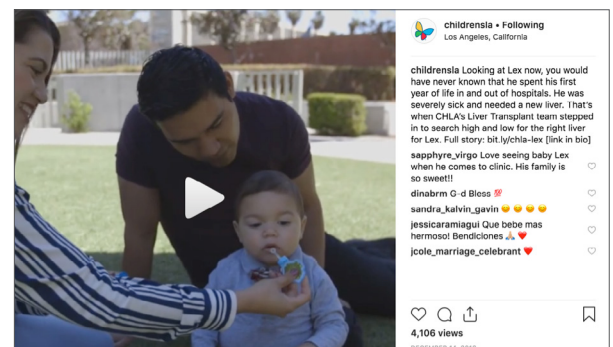 childrensla • Following
Los Angeles, California
childrensla Looking at Lex now, you would
have never known that he spent his first
year of life in and out of hospitals. He was
severely sick and needed a new liver. That's
when CHLA's Liver Transplant team stepped
in to search high and low for the right liver
for Lex. Full story: bit.ly/chla-lex [link in bio]
sapphyre_virgo Love seeing baby Lex
when he comes to clinic. His family is
so sweet!!
dinabrm G-d Bless 💯
sandra_kalvin_gavin 😊 😊 😊 😊
jessicaramiagui Que bebe mas
hermoso! Bendiciones 🙏 ❤️
jcole_marriage_celebrant ❤️
4,106 views